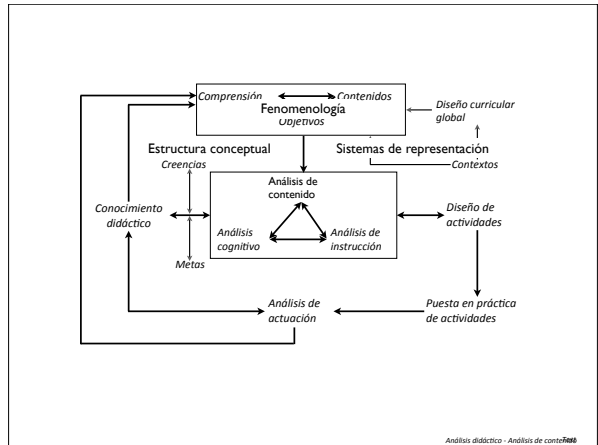 Comprensión
Contenidos
Fenomenología
Objetivos
Diseño curricular
global
Estructura conceptual
Sistemas de representación
Creencias
Contextos
Análisis de
contenido
Conocimiento
didáctico
Diseño de
actividades
Análisis
cognitivo
Análisis de
instrucción
Metas
Análisis de
actuación
Puesta en práctica
de actividades
Análisis didáctico - Análisis de contenido